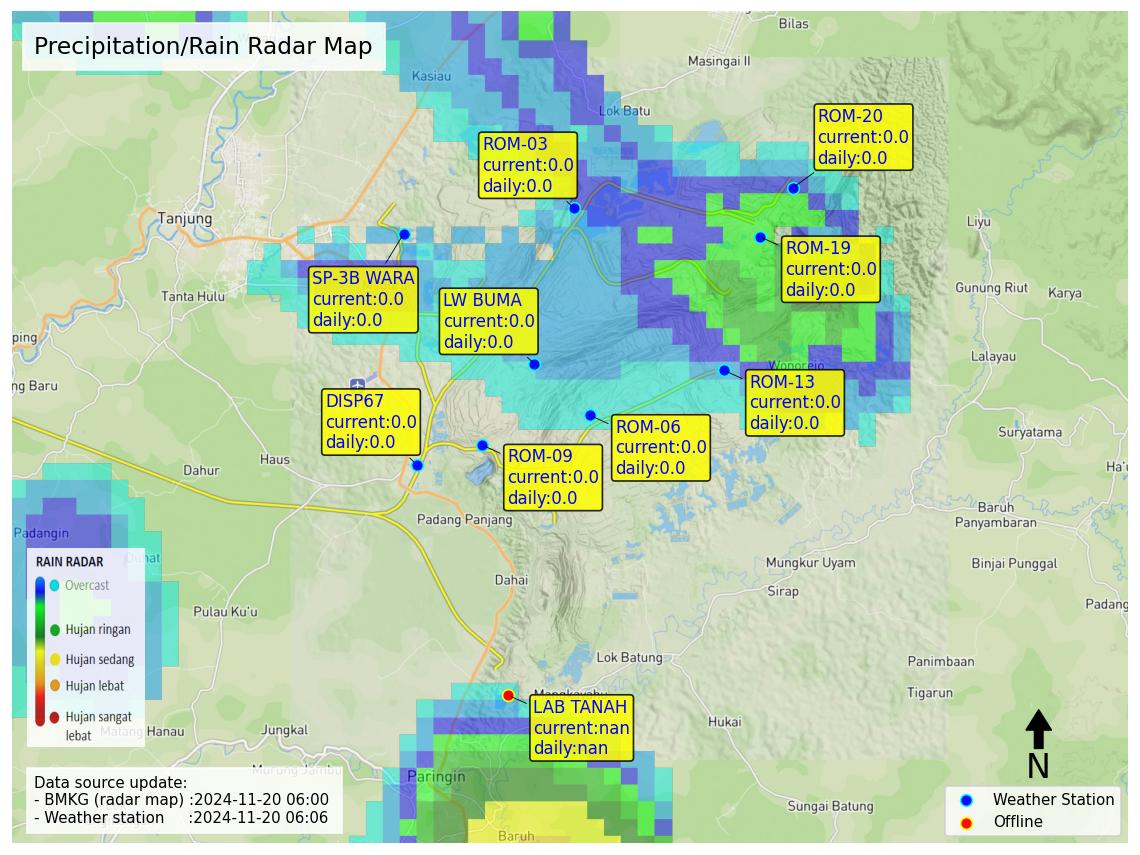 Precipitation/Rain Radar Map
Bilas
Masingai II
Kasiau
Lok Batu
ROM-20
current:0.0
daily:0.0
ROM-03
current:0.0
daily:0.0
Tanjung
Liyu
ROM-19
current:0.0
daily:0.0
SP-3B WARA
current:0.0
daily:0.0
Tanta Hulu
LW BUMA
current:0.0
daily:0.0
Gunung Riut
Karya
ping
Lalayau
Wonorejo
ng Baru
ROM-13
current:0.0
daily:0.0
DISP67
current:0.0
daily:0.0
ROM-06
current:0.0
daily:0.0
Suryatama
ROM-09
current:0.0
daily:0.0
Haus
Dahur
Ha'u
Padang Panjang
Baruh
Panyambaran
Padangin
Duhat
Mungkur Uyam
Binjai Punggal
RAIN RADAR
Overcast
Hujan ringan
Hujan sedang
Hujan lebat
Hujan sangat
lebat
Dahai
Sirap
Padang
Pulau Ku'u
Lok Batung
Panimbaan
Tigarun
LAB TANAH
current:nan
daily:nan
Hukai
Matang Hanau
Jungkal
Paringin
Sungai Batung
Baruh
N
Data source update:
- BMKG (radar map) :2024-11-20 06:00
- Weather station :2024-11-20 06:06
Weather Station
Offline